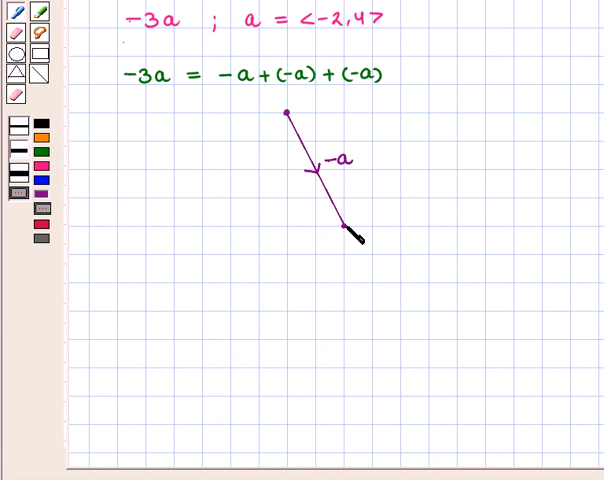 -3a ; a = <-2,4>
-3a = -a+(-a)+(-a)
-a